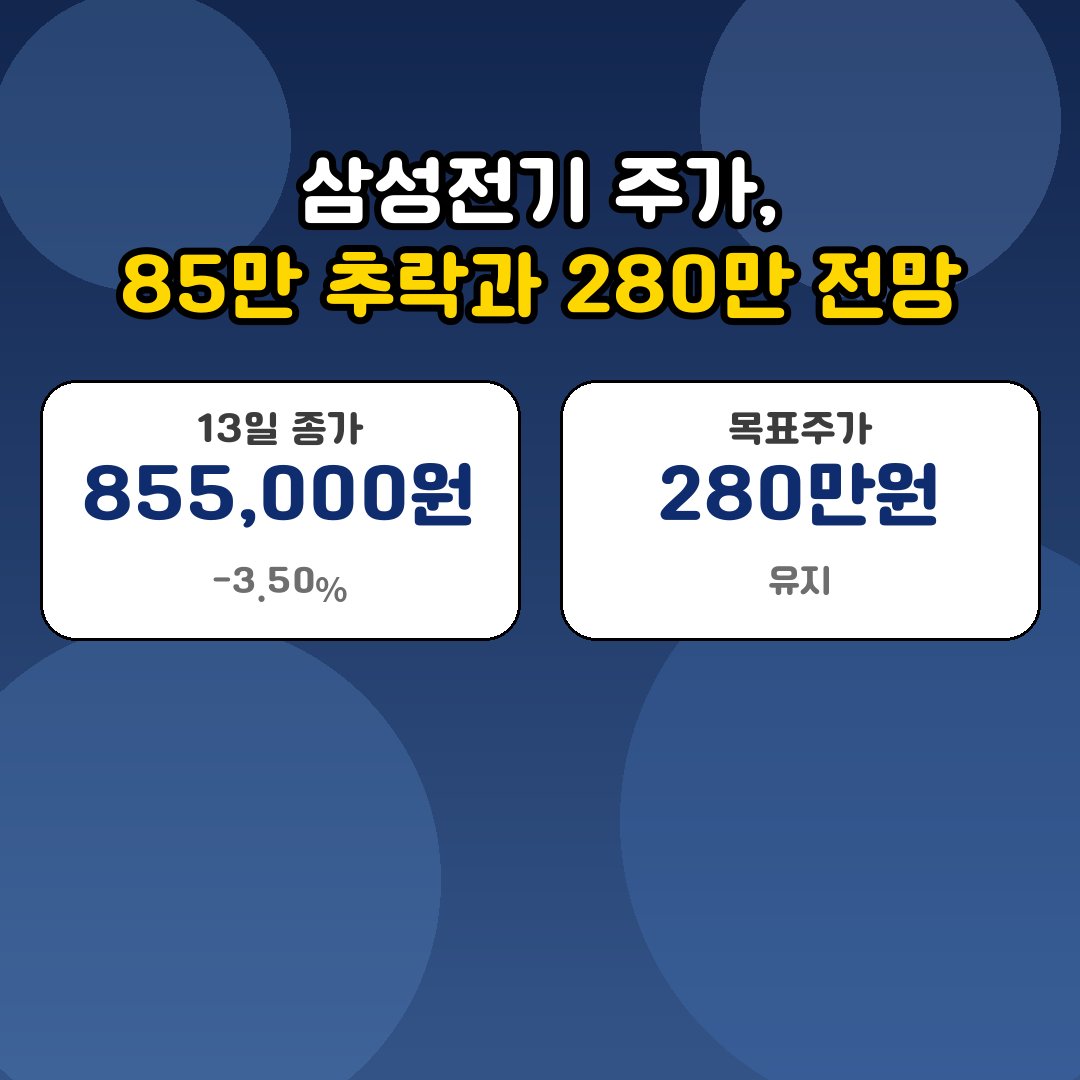 삼성전기 주가,
85만 추락과 280만 전망
13일 종가
855,000원
-3.50%
목표주가
280만원
유지